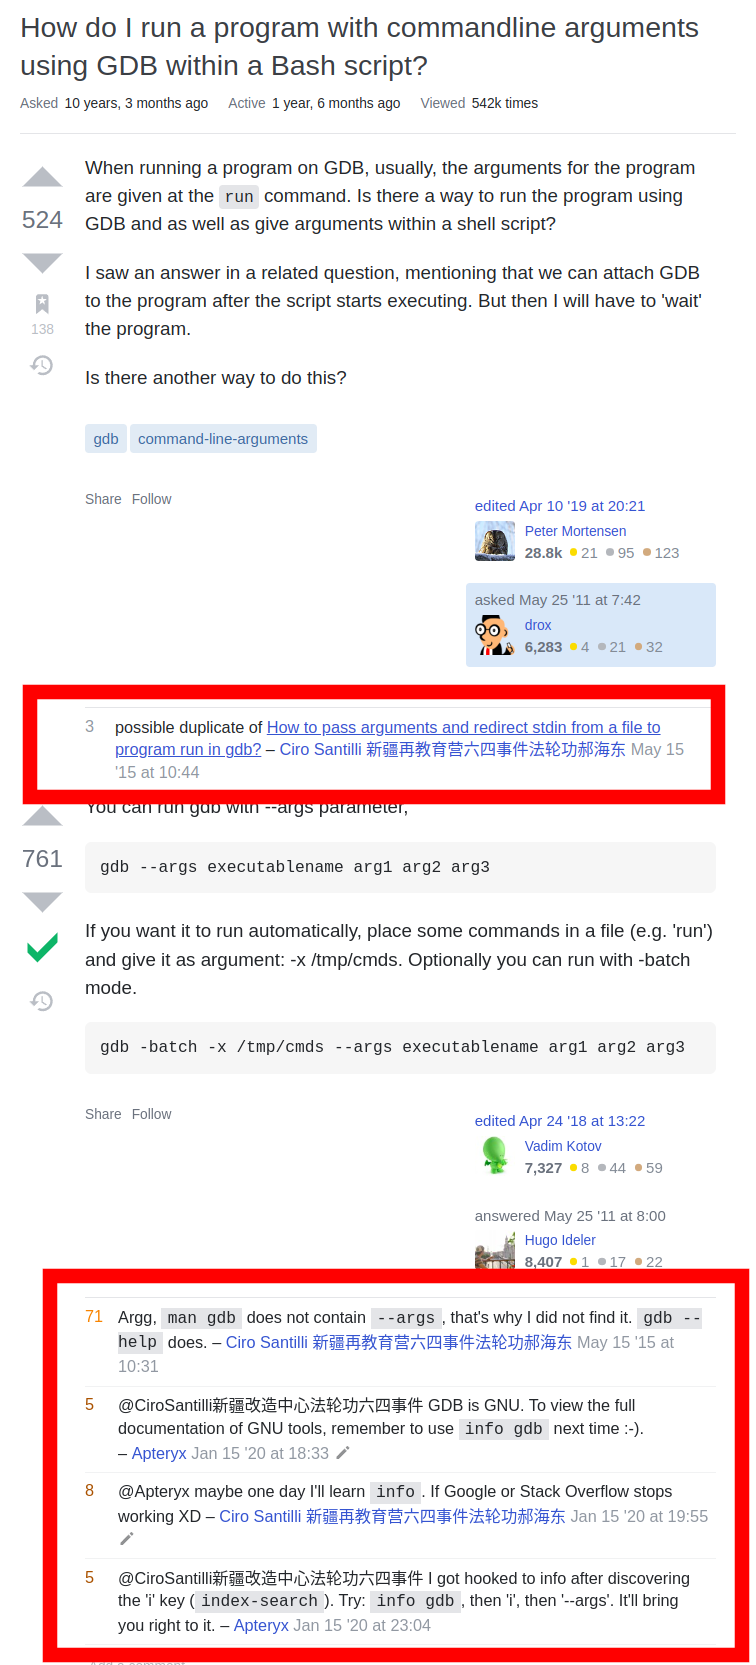 How do I run a program with commandline arguments
using GDB within a Bash script?
Asked 10 years, 3 months ago Active 1 year, 6 months ago Viewed 542k times
When running a program on GDB, usually, the arguments for the program
are given at the run command. Is there a way to run the program using
524
GDB and as well as give arguments within a shell script?
I saw an answer in a related question, mentioning that we can attach GDB
to the program after the script starts executing. But then I will have to 'wait'
138
the program.
Is there another way to do this?
gdb command-line-arguments
Share Follow
edited Apr 10 '19 at 20:21
Peter Mortensen
28.8k 21 95 123
asked May 25 '11 at 7:42
drox
6,283 4 21 32
3 possible duplicate of How to pass arguments and redirect stdin from a file to
program run in gdb? – Ciro Santilli 新疆再教育营六四事件法轮功郝海东 May 15
'15 at 10:44
You can run gdb with --args parameter,
761
gdb --args executablename arg1 arg2 arg3
If you want it to run automatically, place some commands in a file (e.g. 'run')
and give it as argument: -x /tmp/cmds. Optionally you can run with -batch
mode.
gdb -batch -x /tmp/cmds --args executablename arg1 arg2 arg3
Share Follow
edited Apr 24 '18 at 13:22
Vadim Kotov
7,327 8 44 59
answered May 25 '11 at 8:00
Hugo Ideler
8,407 1 17 22
71 Argg, man gdb does not contain --args, that's why I did not find it. gdb --
help does. – Ciro Santilli 新疆再教育营六四事件法轮功郝海东 May 15 '15 at
10:31
5 @CiroSantilli新疆改造中心法轮功六四事件 GDB is GNU. To view the full
documentation of GNU tools, remember to use info gdb next time :-).
– Apteryx Jan 15 '20 at 18:33
8 @Apteryx maybe one day I'll learn info. If Google or Stack Overflow stops
working XD – Ciro Santilli 新疆再教育营六四事件法轮功郝海东 Jan 15 '20 at 19:55
5 @CiroSantilli新疆改造中心法轮功六四事件 I got hooked to info after discovering
the 'i' key (index-search). Try: info gdb, then 'i', then '--args'. It'll bring
you right to it. – Apteryx Jan 15 '20 at 23:04
Add a comment